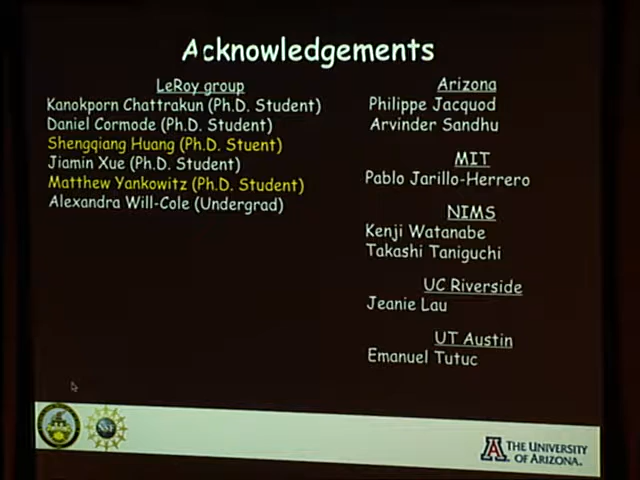 Acknowledgements
LeRoy group
Kanokporn Chattrakun (Ph.D. Student)
Daniel Cormode (Ph.D. Student)
Shengqiang Huang (Ph.D. Stuent)
Jiamin Xue (Ph.D. Student)
Matthew Yankowitz (Ph.D. Student)
Alexandra Will-Cole (Undergrad)
Arizona
Philippe Jacquod
Arvinder Sandhu
MIT
Pablo Jarillo-Herrero
NIMS
Kenji Watanabe
Takashi Taniguchi
UC Riverside
Jeanie Lau
UT Austin
Emanuel Tutuc
A THE UNIVERSITY
OF ARIZONA.